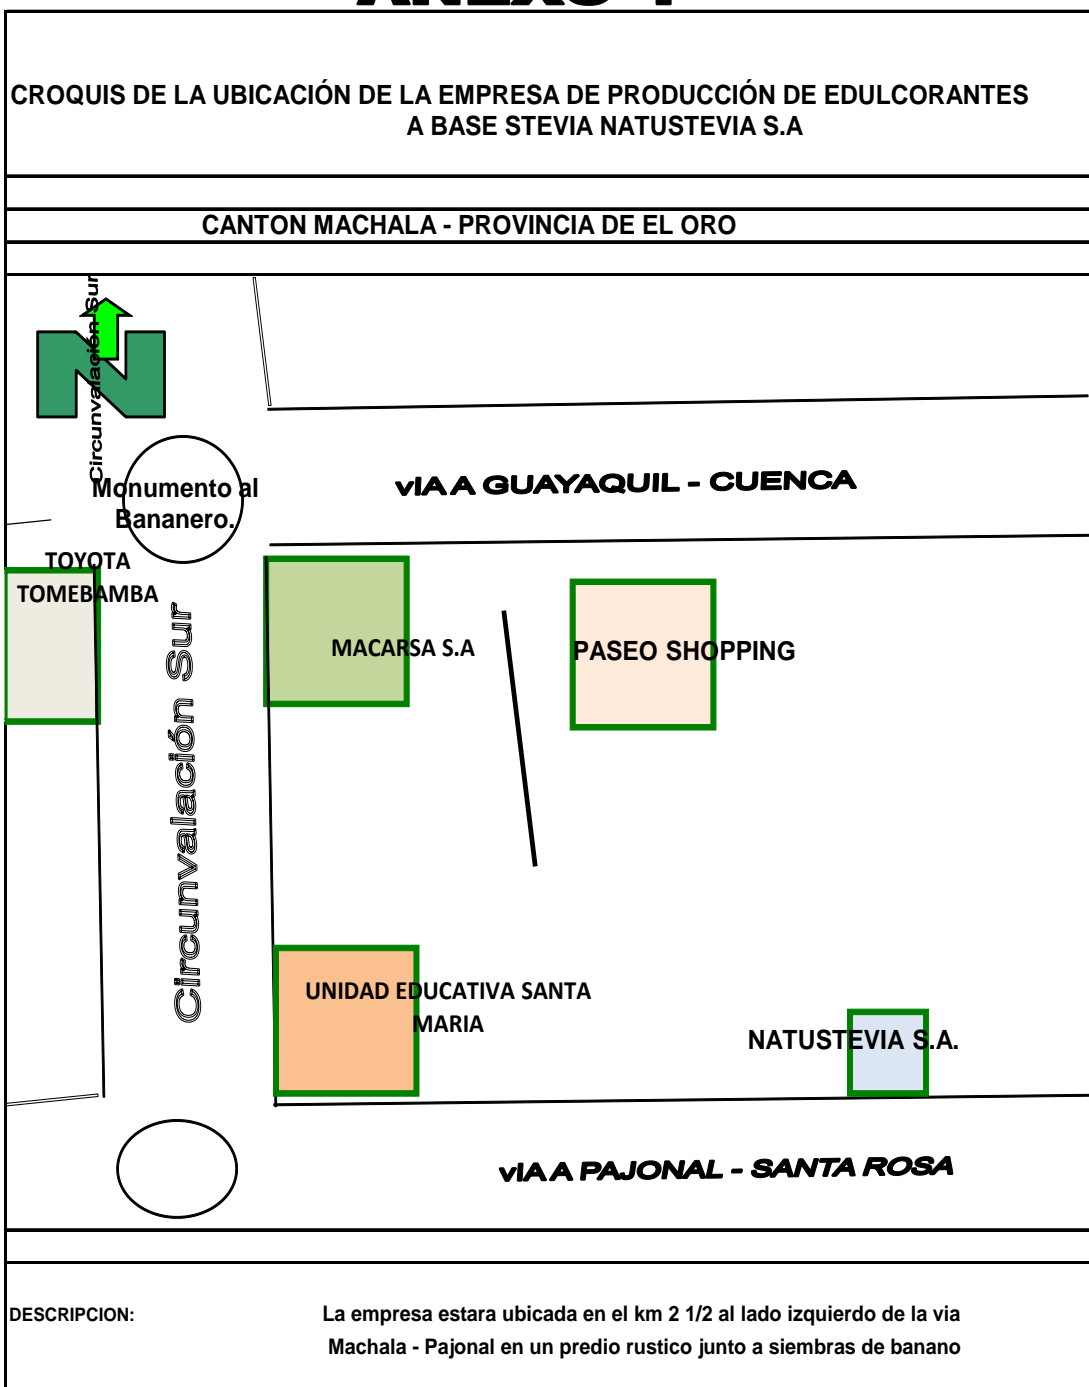 CROQUIS DE LA UBICACIÓN DE LA EMPRESA DE PRODUCCIÓN DE EDULCORANTES
A BASE STEVIA NATUSTEVIA S.A
CANTON MACHALA - PROVINCIA DE EL ORO
N
Circunvalación Sur
Monumento al
Bananero.
vIA A GUAYAQUIL - CUENCA
TOYOTA
TOMEBAMBA
Circunvalación Sur
MACARSA S.A
PASEO SHOPPING
UNIDAD EDUCATIVA SANTA
MARIA
NATUSTEVIA S.A.
vIA A PAJONAL - SANTA ROSA
DESCRIPCION:
La empresa estara ubicada en el km 2 1/2 al lado izquierdo de la via
Machala - Pajonal en un predio rustico junto a siembras de banano